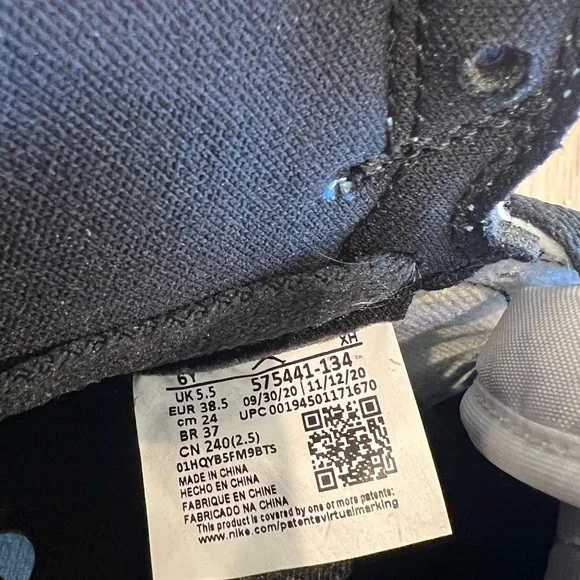 6Y XH
UK 5.5 575441-134
EUR 38.5 09/30/20 | 11/12/20
cm 24 UPC 00194501171670
BR 37
CN 240(2.5)
01HQYB5FM9BTS
MADE IN CHINA
HECHO EN CHINA
FABRIQUE EN CHINE
FABRICADO NA CHINA
This product is covered by one or more patents:
www.nike.com/patentsvirtualmarking